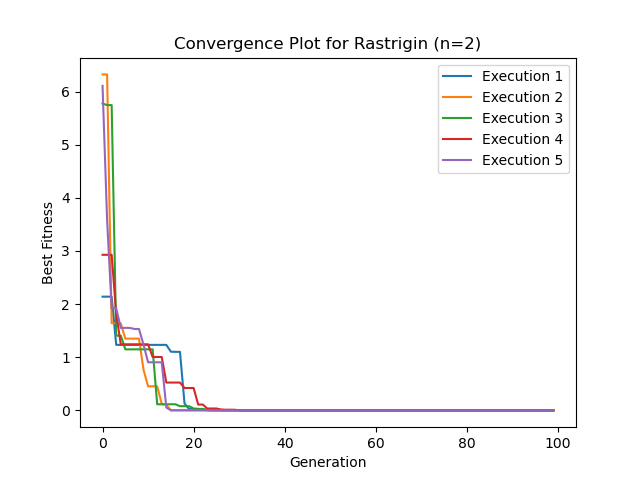 Convergence Plot for Rastrigin (n=2)
Execution 1
Execution 2
Execution 3
Execution 4
Execution 5
6
5
4
3
2
1
0
Best Fitness
0 20 40 60 80 100
Generation